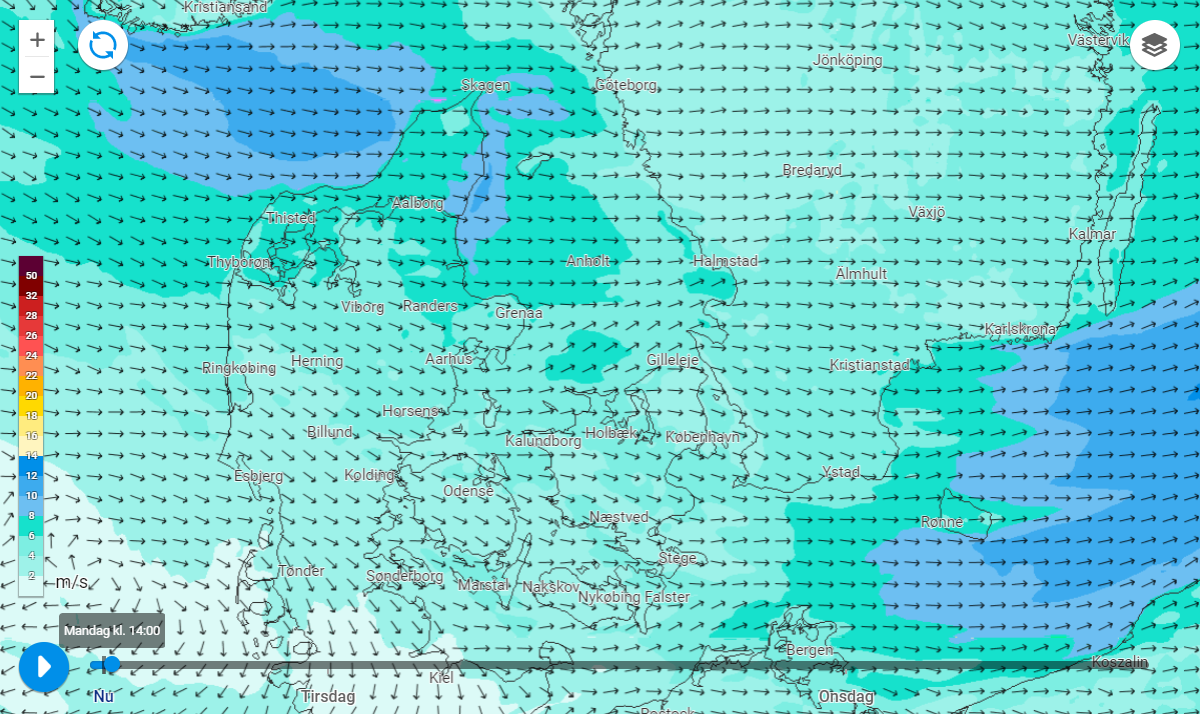 Kristiansand
+
−
Västervik
Jönköping
Skagen
Göteborg
Bredaryd
Aalborg
Thisted
Växjö
Kalmar
Thyborøn
Anholt
Halmstad
Älmhult
50
32
28
26
24
22
20
18
16
14
12
10
8
6
4
2
m/s
Viborg
Randers
Grenaa
Karlskrona
Aarhus
Gilleleje
Herning
Ringkøbing
Kristianstad
Horsens
Billund
Kalundborg
Holbæk
København
Esbjerg
Kolding
Ystad
Odense
Næstved
Rønne
Stege
Tønder
Sønderborg
Marstal
Nakskov
Nykøbing Falster
Mandag kl. 14:00
Bergen
Koszalin
Kiel
Nu
Tirsdag
Onsdag
Rostock